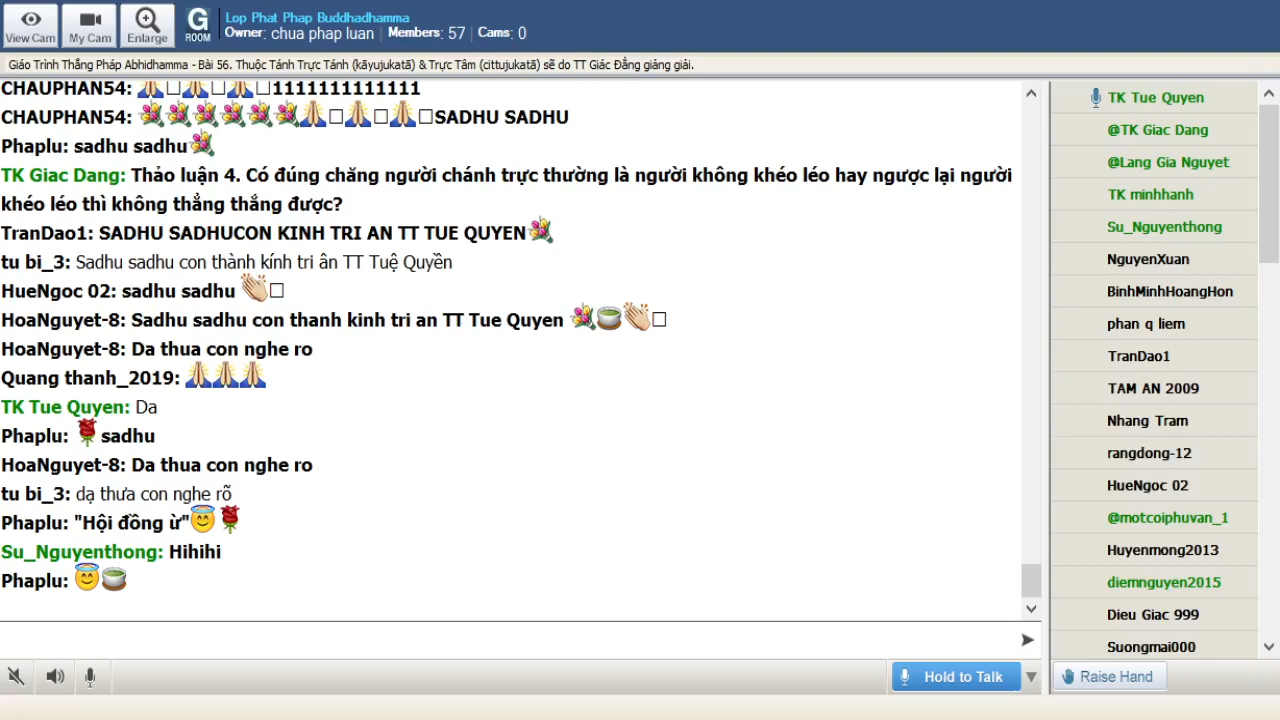 View Cam
My Cam
Enlarge
G
ROOM
Lop Phat Phap Buddhadhamma
Owner: chua phap luan | Members: 57 | Cams: 0
Giáo Trình Thắng Pháp Abhidhamma - Bài 56. Thuộc Tánh Trực Tánh (kāyujukatā) & Trực Tâm (cittujukatā) sẽ do TT Giác Đẳng giảng giải.
CHAUPHAN54: 🙏□🙏□🙏□1111111111111
CHAUPHAN54: 💐💐💐💐💐💐🙏□🙏□🙏□SADHU SADHU
Phaplu: sadhu sadhu💐
TK Giac Dang: Thảo luận 4. Có đúng chăng người chánh trực thường là người không khéo léo hay ngược lại người
khéo léo thì không thẳng thắng được?
TranDao1: SADHU SADHUCON KINH TRI AN TT TUE QUYEN💐
tu bi_3: Sadhu sadhu con thành kính tri ân TT Tuệ Quyền
HueNgoc 02: sadhu sadhu 👏□
HoaNguyet-8: Sadhu sadhu con thanh kinh tri an TT Tue Quyen 💐🍵👏□
HoaNguyet-8: Da thua con nghe ro
Quang thanh_2019: 🙏🙏🙏
TK Tue Quyen: Da
Phaplu: 🌹sadhu
HoaNguyet-8: Da thua con nghe ro
tu bi_3: dạ thưa con nghe rõ
Phaplu: "Hội đồng ừ"😇🌹
Su_Nguyenthong: Hihihi
Phaplu: 😇🍵
Hold to Talk
TK Tue Quyen
@TK Giac Dang
@Lang Gia Nguyet
TK minhhanh
Su_Nguyenthong
NguyenXuan
BinhMinhHoangHon
phan q liem
TranDao1
TAM AN 2009
Nhang Tram
rangdong-12
HueNgoc 02
@motcoiphuvan_1
Huyenmong2013
diemnguyen2015
Dieu Giac 999
Suongmai000
Raise Hand